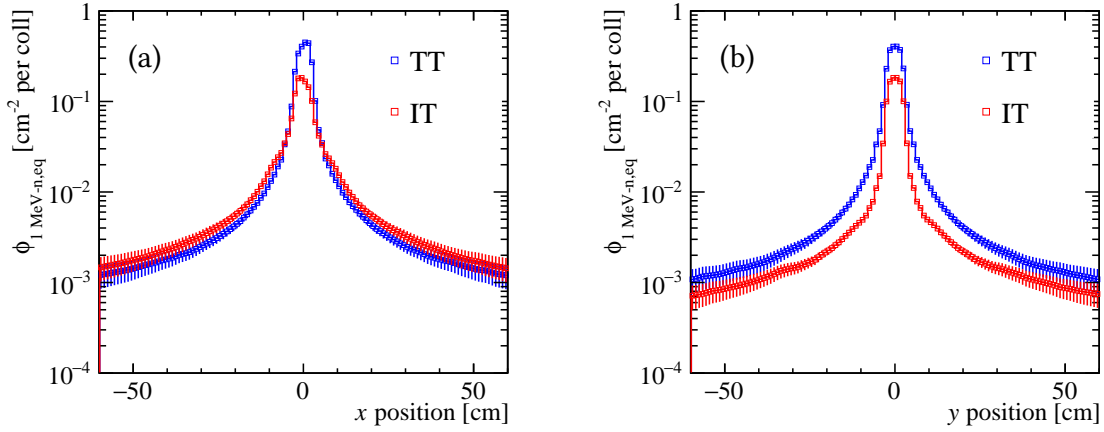 ϕ1 MeV-n,eq [cm-2 per coll]
1
10−1
10−2
10−3
10−4
(a)
TT
IT
−50
0
50
x position [cm]
ϕ1 MeV-n,eq [cm-2 per coll]
1
10−1
10−2
10−3
10−4
(b)
TT
IT
−50
0
50
y position [cm]